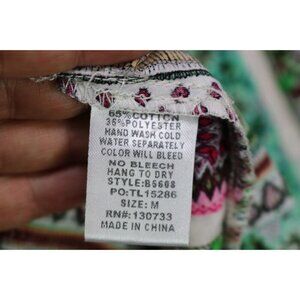 65% COTTON
35% POLYESTER
HAND WASH COLD
WATER SEPARATELY
COLOR WILL BLEED
NO BLEECH
HANG TO DRY
STYLE:B5608
PO:TL15286
SIZE: M
RN#: 130733
MADE IN CHINA